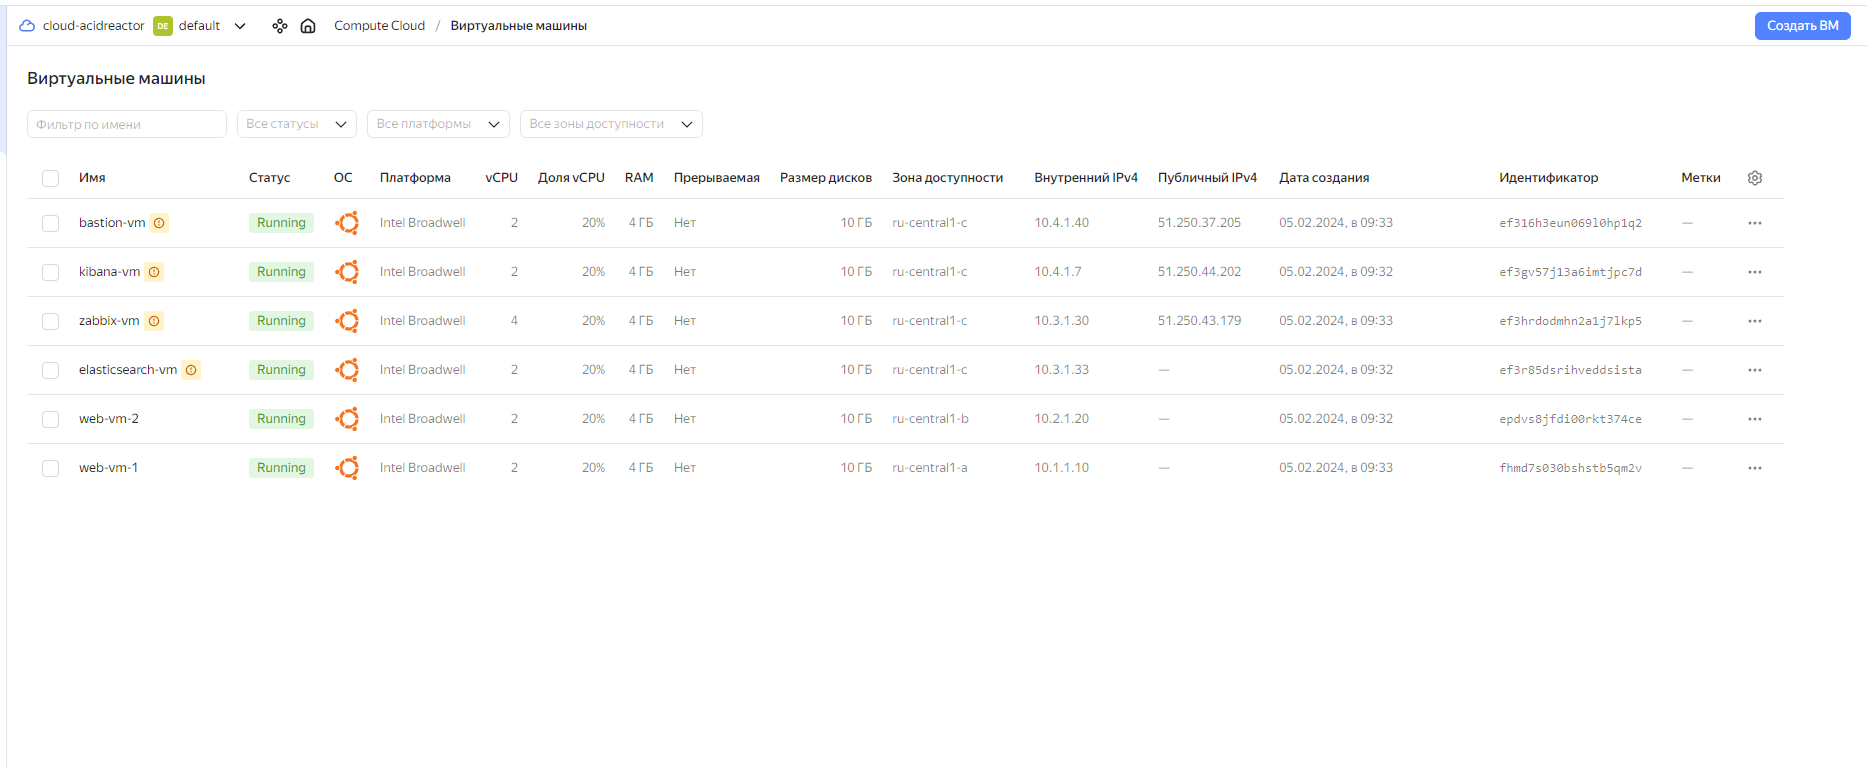 cloud-acidreactor DE default Compute Cloud / Виртуальные машины Создать ВМ
Виртуальные машины
Фильтр по имени Все статусы Все платформы Все зоны доступности
Имя Статус ОС Платформа vCPU Доля vCPU RAM Прерываемая Размер дисков Зона доступности Внутренний IPv4 Публичный IPv4 Дата создания Идентификатор Метки
bastion-vm Running Intel Broadwell 2 20% 4 ГБ Нет 10 ГБ ru-central1-c 10.4.1.40 51.250.37.205 05.02.2024, в 09:33 ef316h3eun069l0hp1q2 —
kibana-vm Running Intel Broadwell 2 20% 4 ГБ Нет 10 ГБ ru-central1-c 10.4.1.7 51.250.44.202 05.02.2024, в 09:32 ef3gv57j13a6imtjpc7d —
zabbix-vm Running Intel Broadwell 4 20% 4 ГБ Нет 10 ГБ ru-central1-c 10.3.1.30 51.250.43.179 05.02.2024, в 09:33 ef3hrdodmhn2a1j7lkp5 —
elasticsearch-vm Running Intel Broadwell 2 20% 4 ГБ Нет 10 ГБ ru-central1-c 10.3.1.33 — 05.02.2024, в 09:32 ef3r85dsrihveddsista —
web-vm-2 Running Intel Broadwell 2 20% 4 ГБ Нет 10 ГБ ru-central1-b 10.2.1.20 — 05.02.2024, в 09:32 epdvs8jfdi00rkt374ce —
web-vm-1 Running Intel Broadwell 2 20% 4 ГБ Нет 10 ГБ ru-central1-a 10.1.1.10 — 05.02.2024, в 09:33 fhmd7s030bshstb5qm2v —